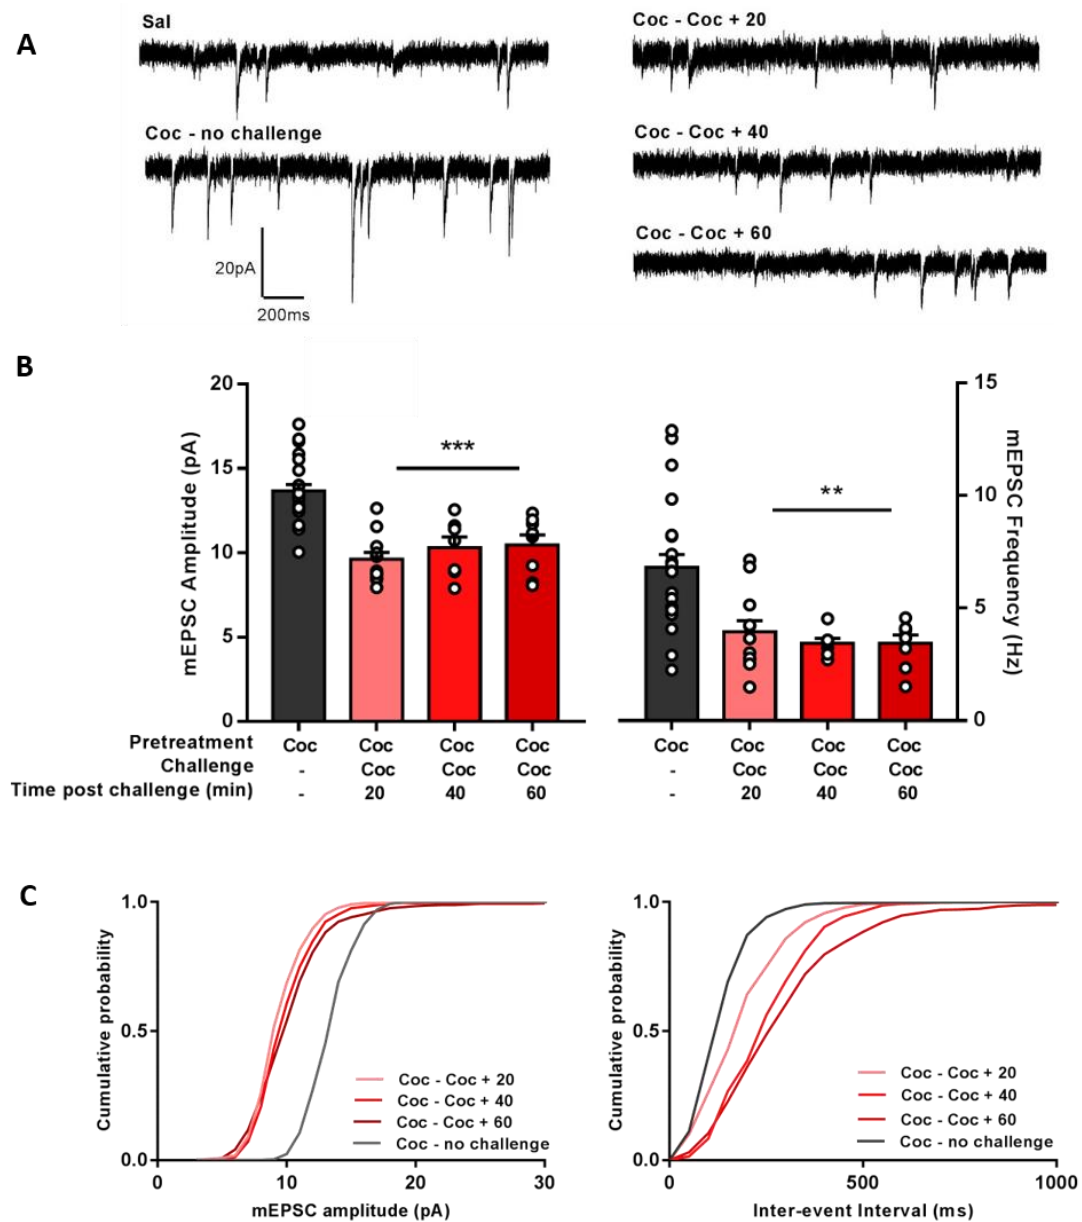 A
Sal
Coc - no challenge
20pA
200ms
Coc - Coc + 20
Coc - Coc + 40
Coc - Coc + 60
B
mEPSC Amplitude (pA)
20
15
10
5
0
***
mEPSC Frequency (Hz)
15
10
5
0
**
Pretreatment Coc Coc Coc Coc Coc Coc Coc Coc
Challenge - Coc Coc Coc - Coc Coc Coc
Time post challenge (min) - 20 40 60 - 20 40 60
C
Cumulative probability
1.0
0.5
0.0
Coc - Coc + 20
Coc - Coc + 40
Coc - Coc + 60
Coc - no challenge
0 10 20 30
mEPSC amplitude (pA)
Cumulative probability
1.0
0.5
0.0
Coc - Coc + 20
Coc - Coc + 40
Coc - Coc + 60
Coc - no challenge
0 500 1000
Inter-event Interval (ms)